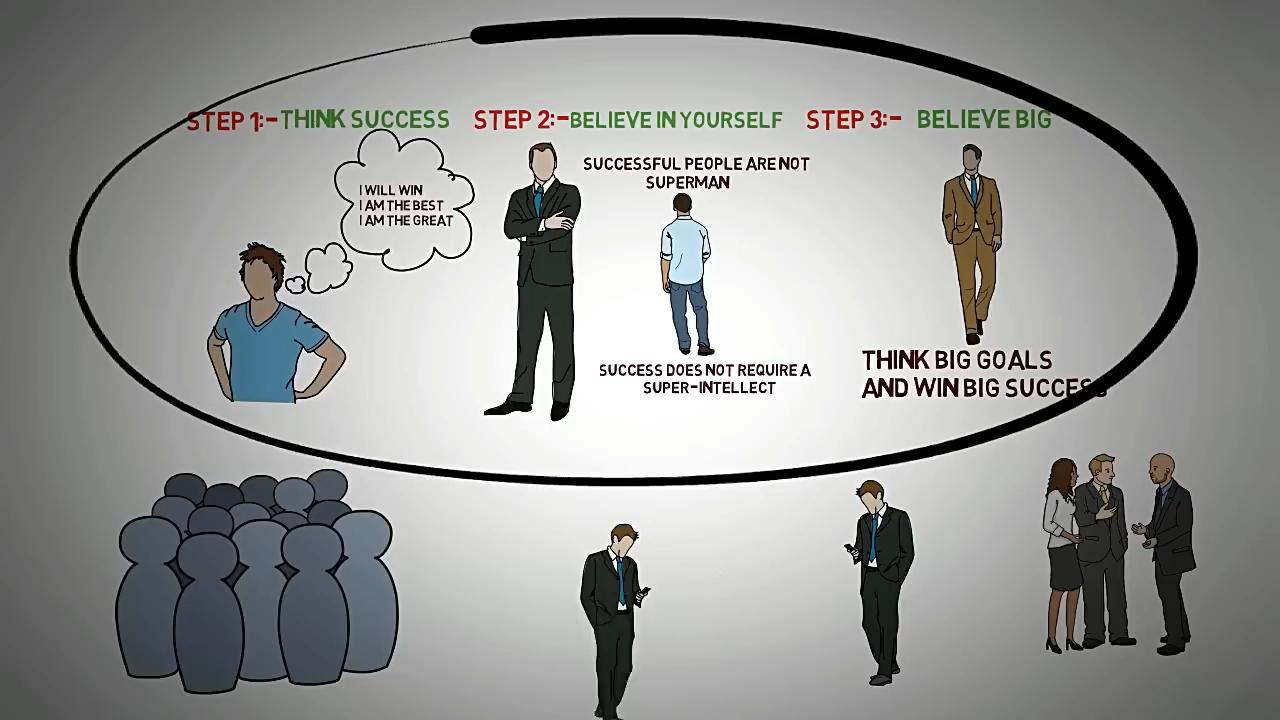 STEP 1:- THINK SUCCESS
I WILL WIN
I AM THE BEST
I AM THE GREAT
STEP 2:- BELIEVE IN YOURSELF
SUCCESSFUL PEOPLE ARE NOT
SUPERMAN
SUCCESS DOES NOT REQUIRE A
SUPER-INTELLECT
STEP 3:- BELIEVE BIG
THINK BIG GOALS
AND WIN BIG SUCCESS